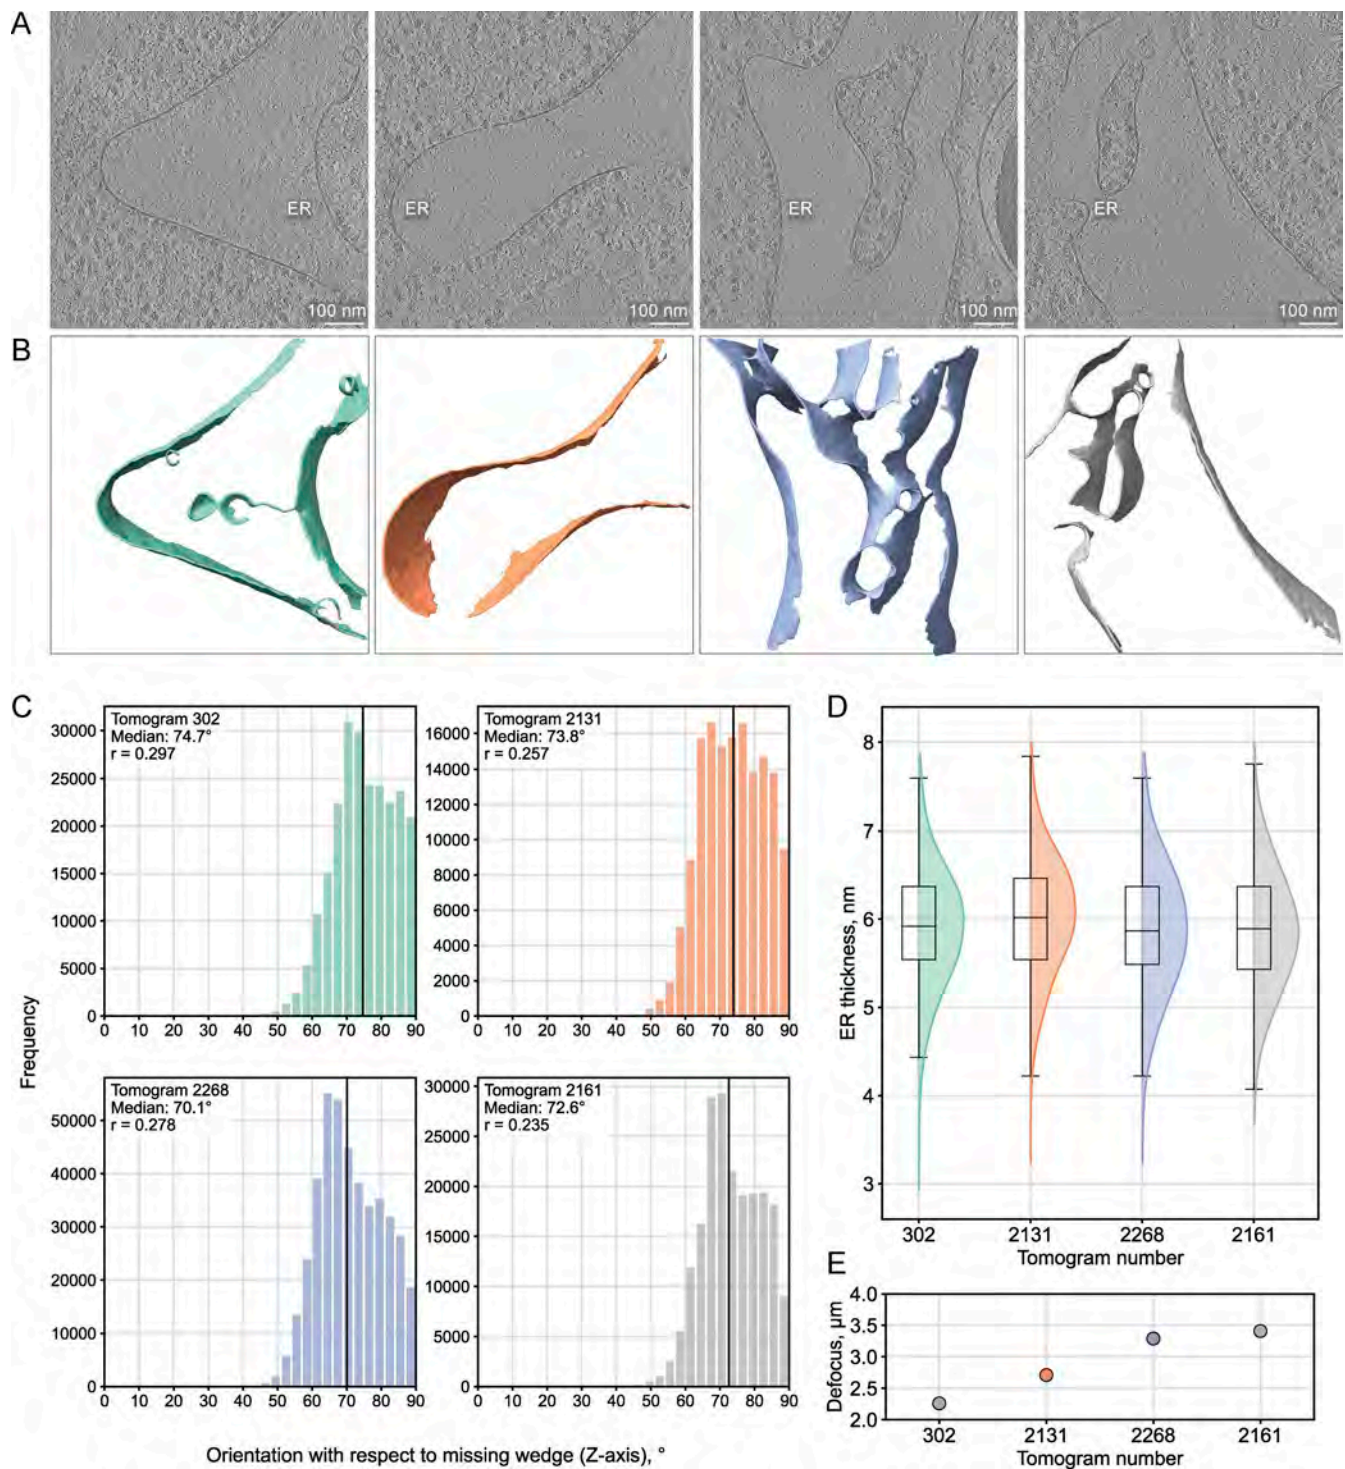 A
ER
100 nm
ER
100 nm
ER
100 nm
ER
100 nm
B
C
Frequency
Tomogram 302
Median: 74.7°
r = 0.297
30000
25000
20000
15000
10000
5000
0
0 10 20 30 40 50 60 70 80 90
Tomogram 2131
Median: 73.8°
r = 0.257
16000
14000
12000
10000
8000
6000
4000
2000
0
0 10 20 30 40 50 60 70 80 90
Tomogram 2268
Median: 70.1°
r = 0.278
50000
40000
30000
20000
10000
0
0 10 20 30 40 50 60 70 80 90
Tomogram 2161
Median: 72.6°
r = 0.235
30000
25000
20000
15000
10000
5000
0
0 10 20 30 40 50 60 70 80 90
Orientation with respect to missing wedge (Z-axis), °
D
ER thickness, nm
8
7
6
5
4
3
302 2131 2268 2161
Tomogram number
E
Defocus, µm
4.0
3.5
3.0
2.5
2.0
302 2131 2268 2161
Tomogram number